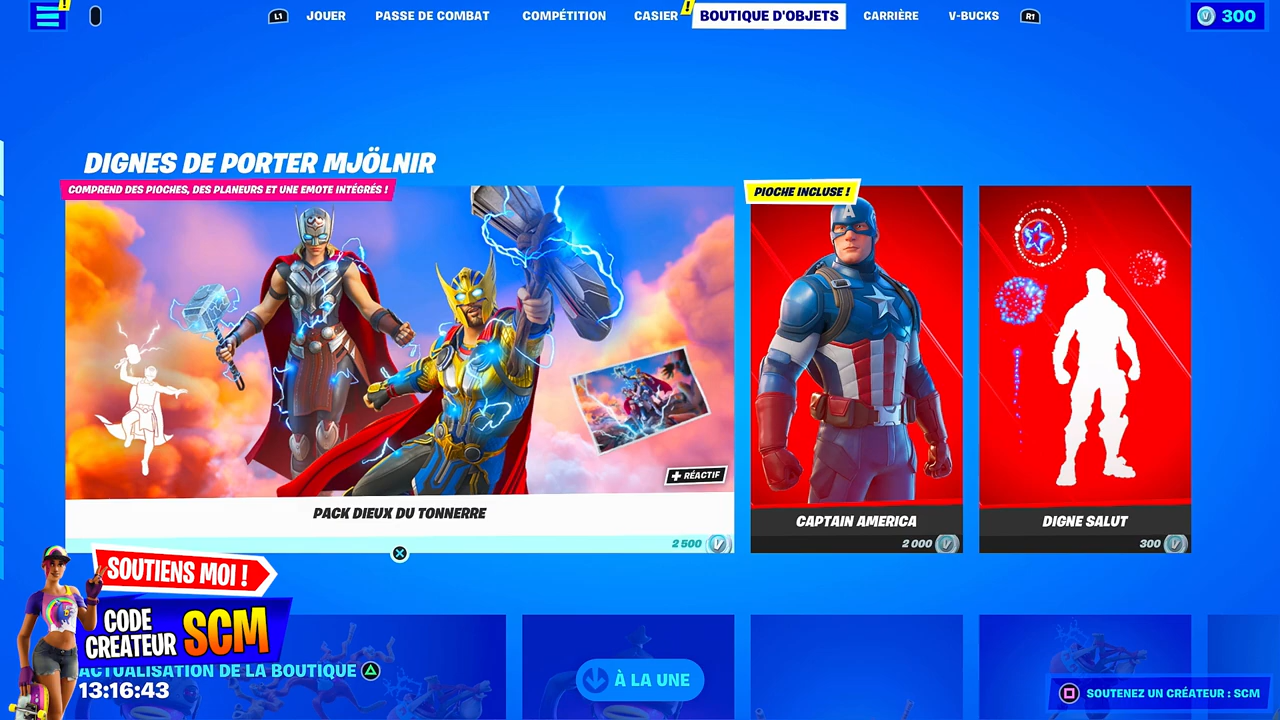 L1
JOUER
PASSE DE COMBAT
COMPÉTITION
CASIER
!
BOUTIQUE D'OBJETS
CARRIÈRE
V-BUCKS
R1
300
!
DIGNES DE PORTER MJÖLNIR
COMPREND DES PIOCHES, DES PLANEURS ET UNE EMOTE INTÉGRÉS !
PIOCHE INCLUSE !
A
+ RÉACTIF
PACK DIEUX DU TONNERRE
2 500
CAPTAIN AMERICA
2 000
DIGNE SALUT
300
SOUTIENS MOI !
CODE
CRÉATEUR
SCM
ACTUALISATION DE LA BOUTIQUE
13:16:43
À LA UNE
SOUTENEZ UN CRÉATEUR : SCM